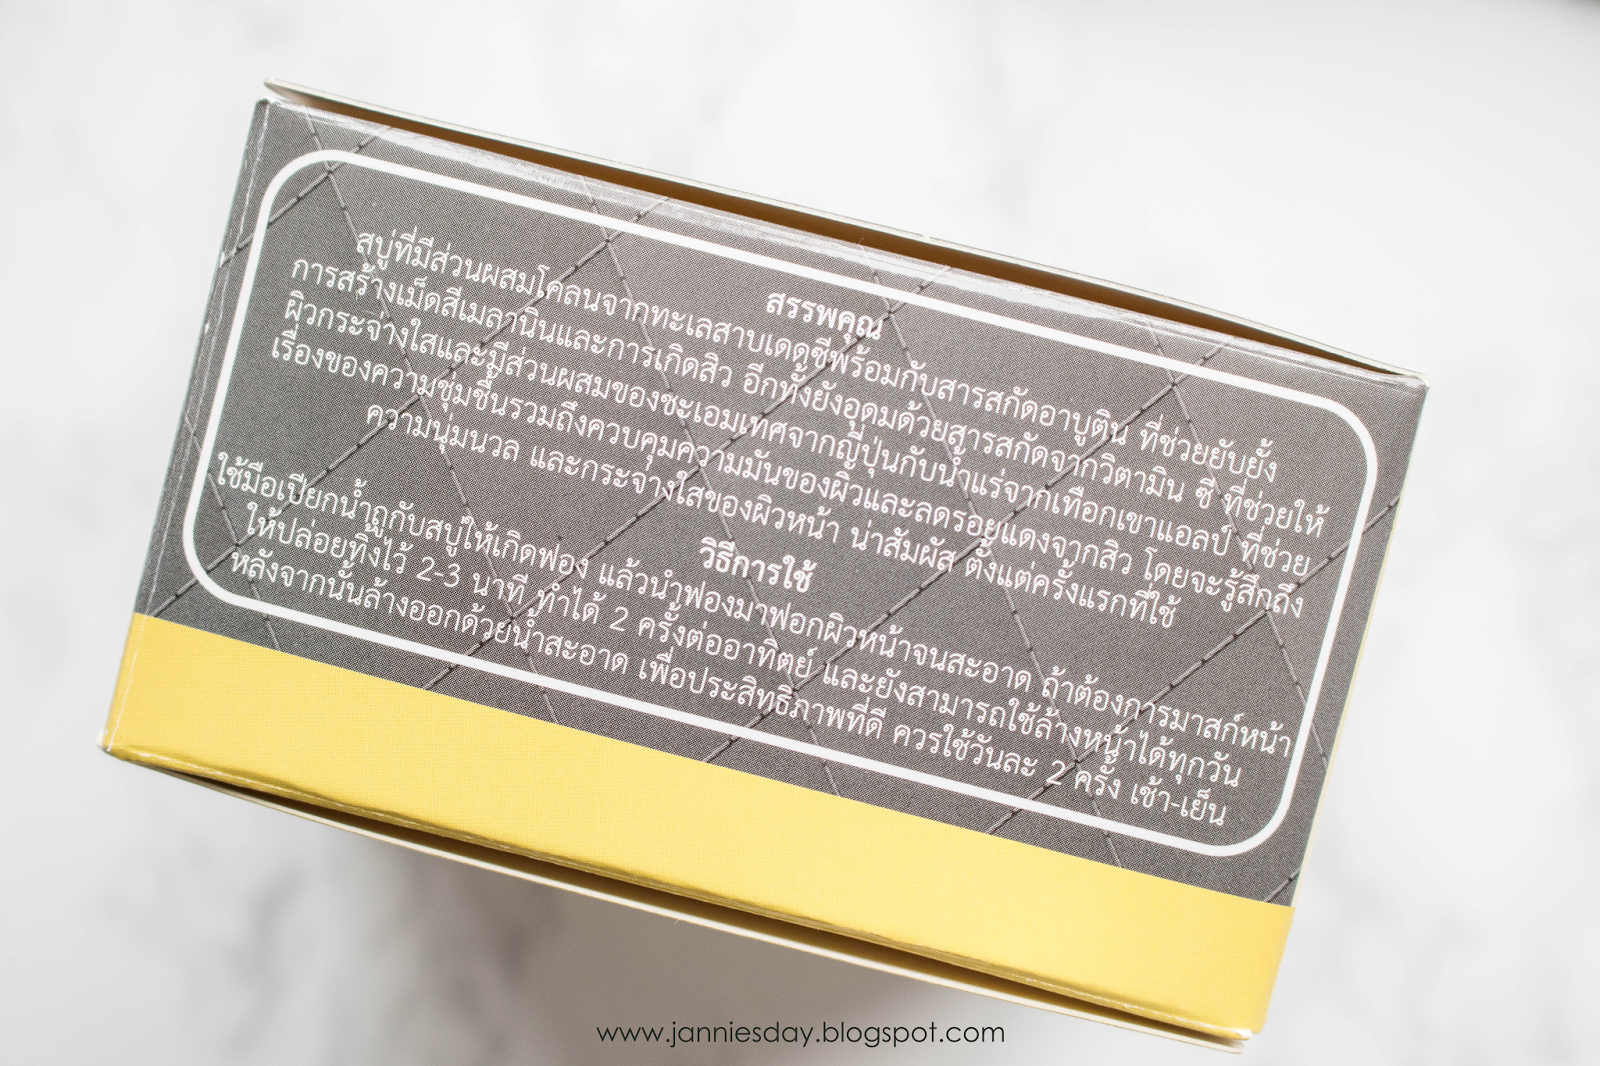 สรรพคุณ
สบู่ที่มีส่วนผสมโคลนจากทะเลสาบเดดซีพร้อมกับสารสกัดอาบูติน ที่ช่วยยับยั้ง
การสร้างเม็ดสีเมลานินและการเกิดสิว อีกทั้งยังอุดมด้วยสารสกัดจากวิตามิน ซี ที่ช่วยให้
ผิวกระจ่างใสและมีส่วนผสมของชะเอมเทศจากญี่ปุ่นกับน้ำแร่จากเทือกเขาแอลป์ ที่ช่วย
เรื่องของความชุ่มชื้นรวมถึงควบคุมความมันของผิวและลดรอยแดงจากสิว โดยจะรู้สึกถึง
ความนุ่มนวล และกระจ่างใสของผิวหน้า น่าสัมผัส ตั้งแต่ครั้งแรกที่ใช้
วิธีการใช้
ใช้มือเปียกน้ำถูกับสบู่ให้เกิดฟอง แล้วนำฟองมาฟอกผิวหน้าจนสะอาด ถ้าต้องการมาสก์หน้า
ให้ปล่อยทิ้งไว้ 2-3 นาที ทำได้ 2 ครั้งต่ออาทิตย์ และยังสามารถใช้ล้างหน้าได้ทุกวัน
หลังจากนั้นล้างออกด้วยน้ำสะอาด เพื่อประสิทธิภาพที่ดี ควรใช้วันละ 2 ครั้ง เช้า-เย็น
www.janniesday.blogspot.com